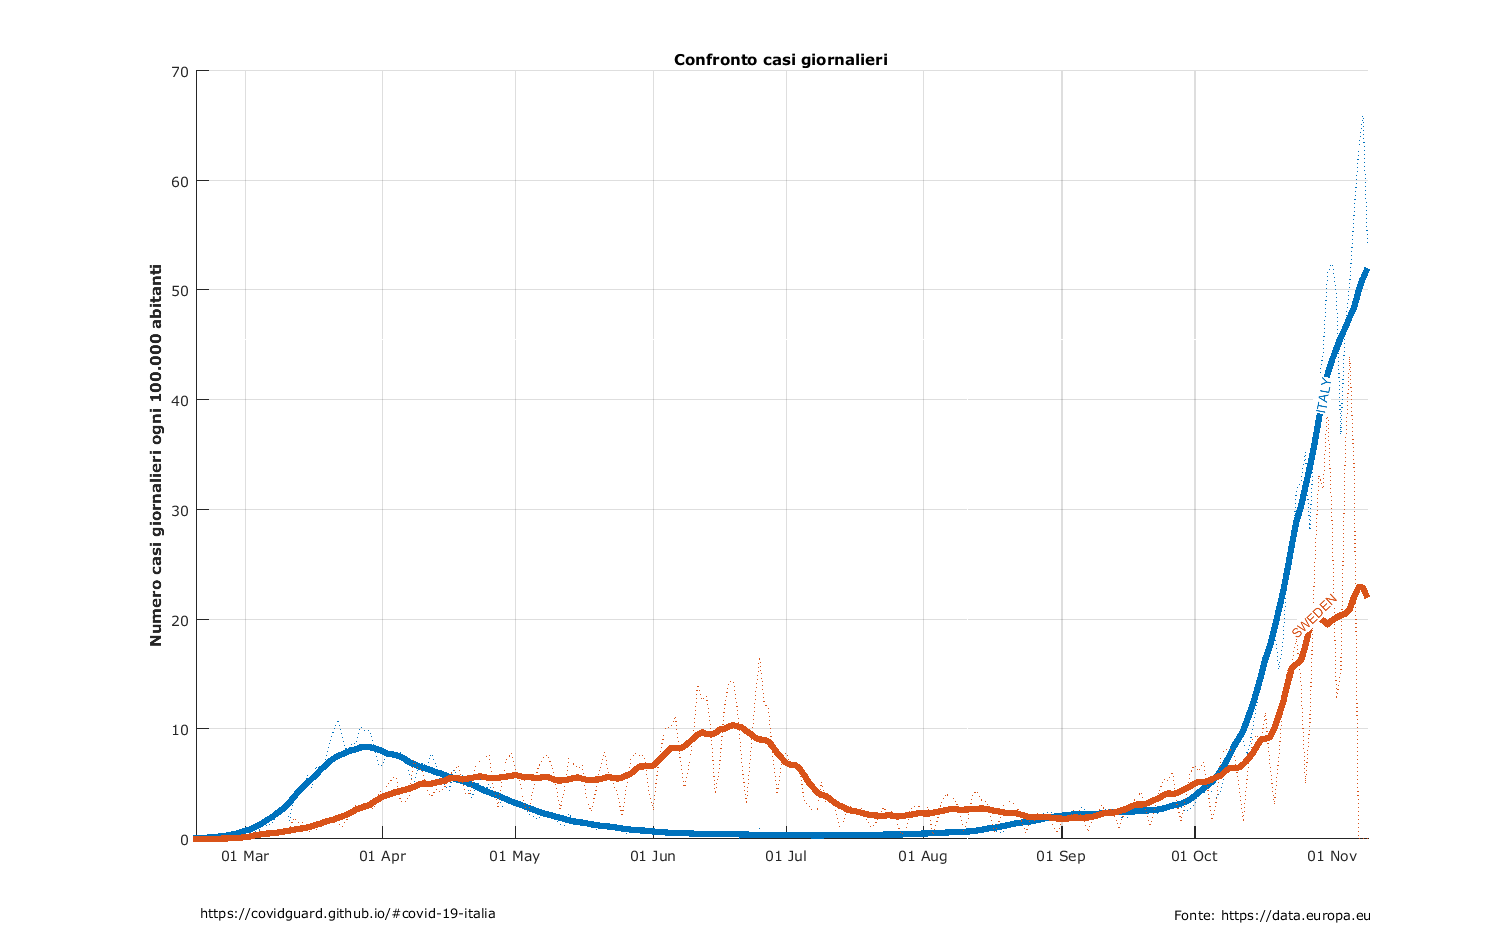 Confronto casi giornalieri
Numero casi giornalieri ogni 100.000 abitanti
70
60
50
40
30
20
10
0
ITALY
SWEDEN
01 Mar
01 Apr
01 May
01 Jun
01 Jul
01 Aug
01 Sep
01 Oct
01 Nov
https://covidguard.github.io/#covid-19-italia
Fonte: https://data.europa.eu